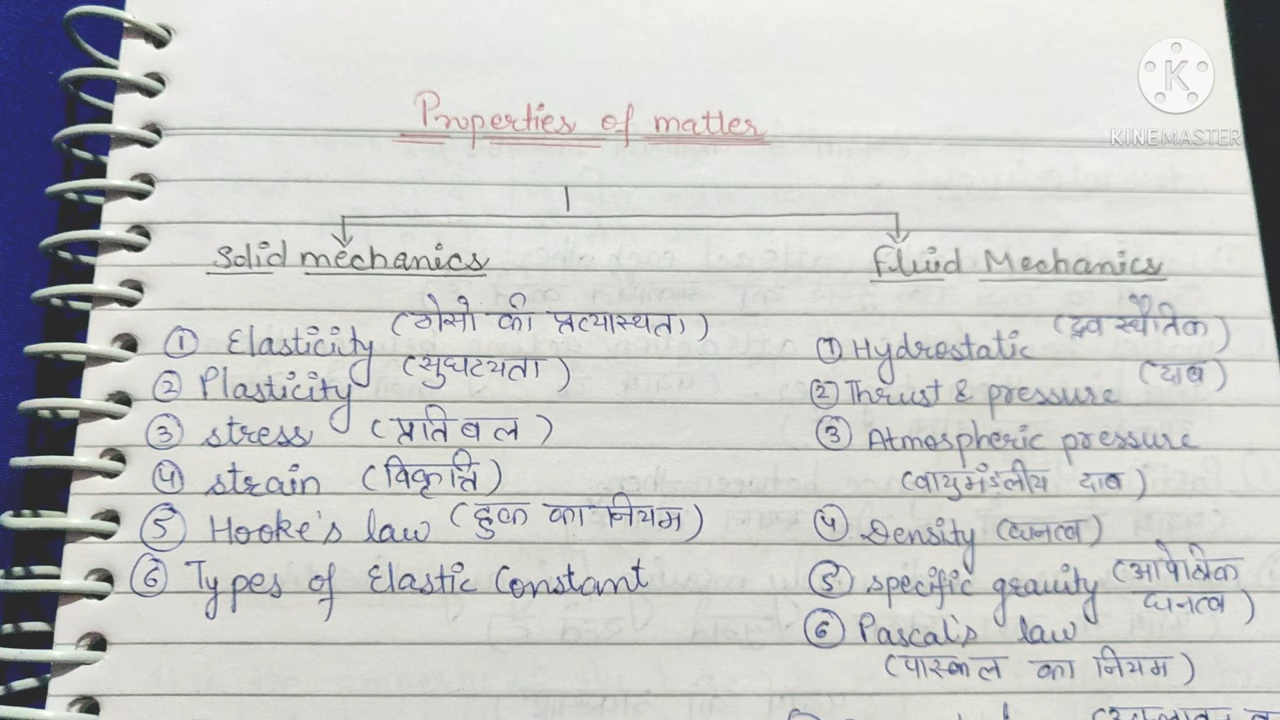 Properties of matter
Solid mechanics
(गैसो की प्रत्यास्थता)
① Elasticity
(सुघटयता)
② Plasticity
③ stress (प्रतिबल)
④ strain (विकृत्ति)
⑤ Hooke's law (हुक का नियम)
⑥ Types of Elastic Constant
Fluid Mechanics
(द्रव स्थैतिक)
① Hydrostatic
(दाब)
② Thrust & pressure
③ Atmospheric pressure
(वायुमंडलीय दाब)
④ Density (घनत्व)
⑤ specific gravity (आपेक्षिक
घनत्व)
⑥ Pascal's law
(पास्कल का नियम)
KINEMASTER